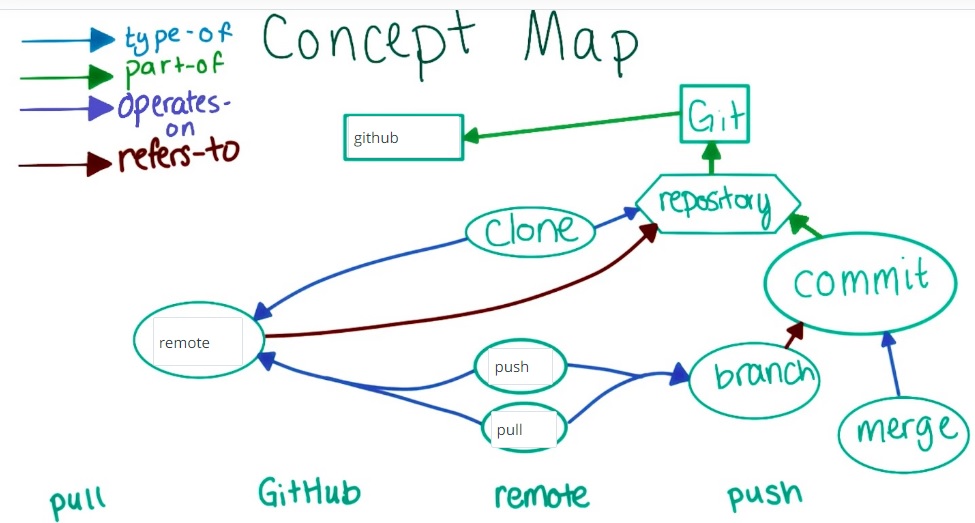 type-of
part-of
operates-
on
refers-to
Concept Map
github
Git
repository
clone
commit
remote
push
branch
pull
merge
pull GitHub remote push